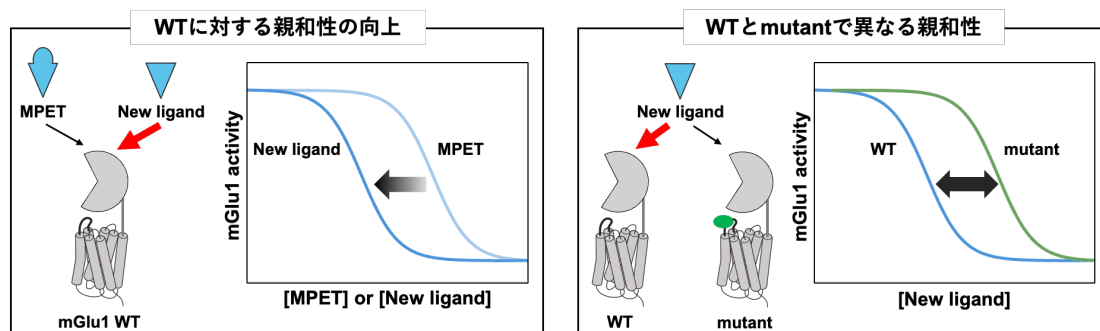 WTに対する親和性の向上
MPET
New ligand
mGlu1 WT
mGlu1 activity
New ligand
MPET
[MPET] or [New ligand]
WTとmutantで異なる親和性
New ligand
WT
mutant
mGlu1 activity
WT
mutant
[New ligand]